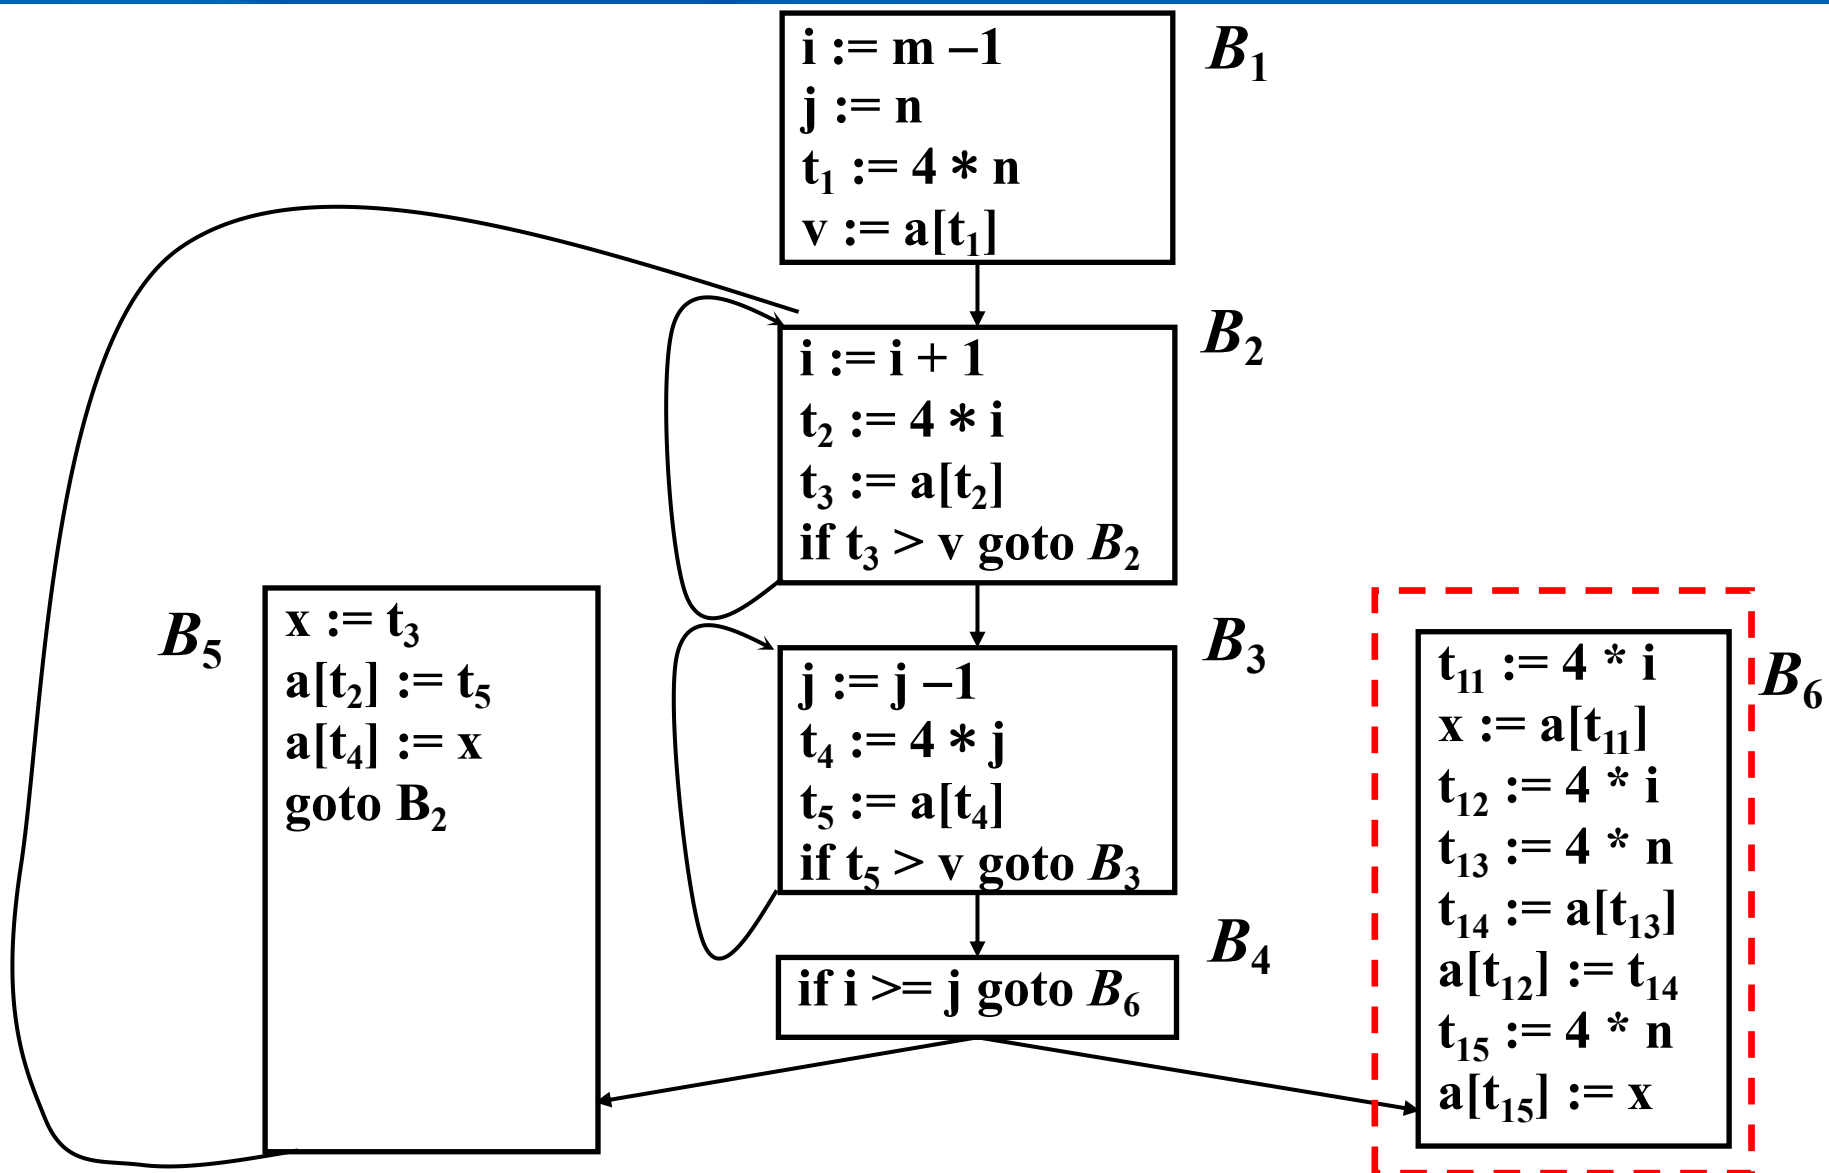 i := m –1
j := n
t₁ := 4 * n
v := a[t₁]
B₁
i := i + 1
t₂ := 4 * i
t₃ := a[t₂]
if t₃ > v goto B₂
B₂
j := j –1
t₄ := 4 * j
t₅ := a[t₄]
if t₅ > v goto B₃
B₃
if i >= j goto B₆
B₄
B₅
x := t₃
a[t₂] := t₅
a[t₄] := x
goto B₂
t₁₁ := 4 * i
x := a[t₁₁]
t₁₂ := 4 * i
t₁₃ := 4 * n
t₁₄ := a[t₁₃]
a[t₁₂] := t₁₄
t₁₅ := 4 * n
a[t₁₅] := x
B₆